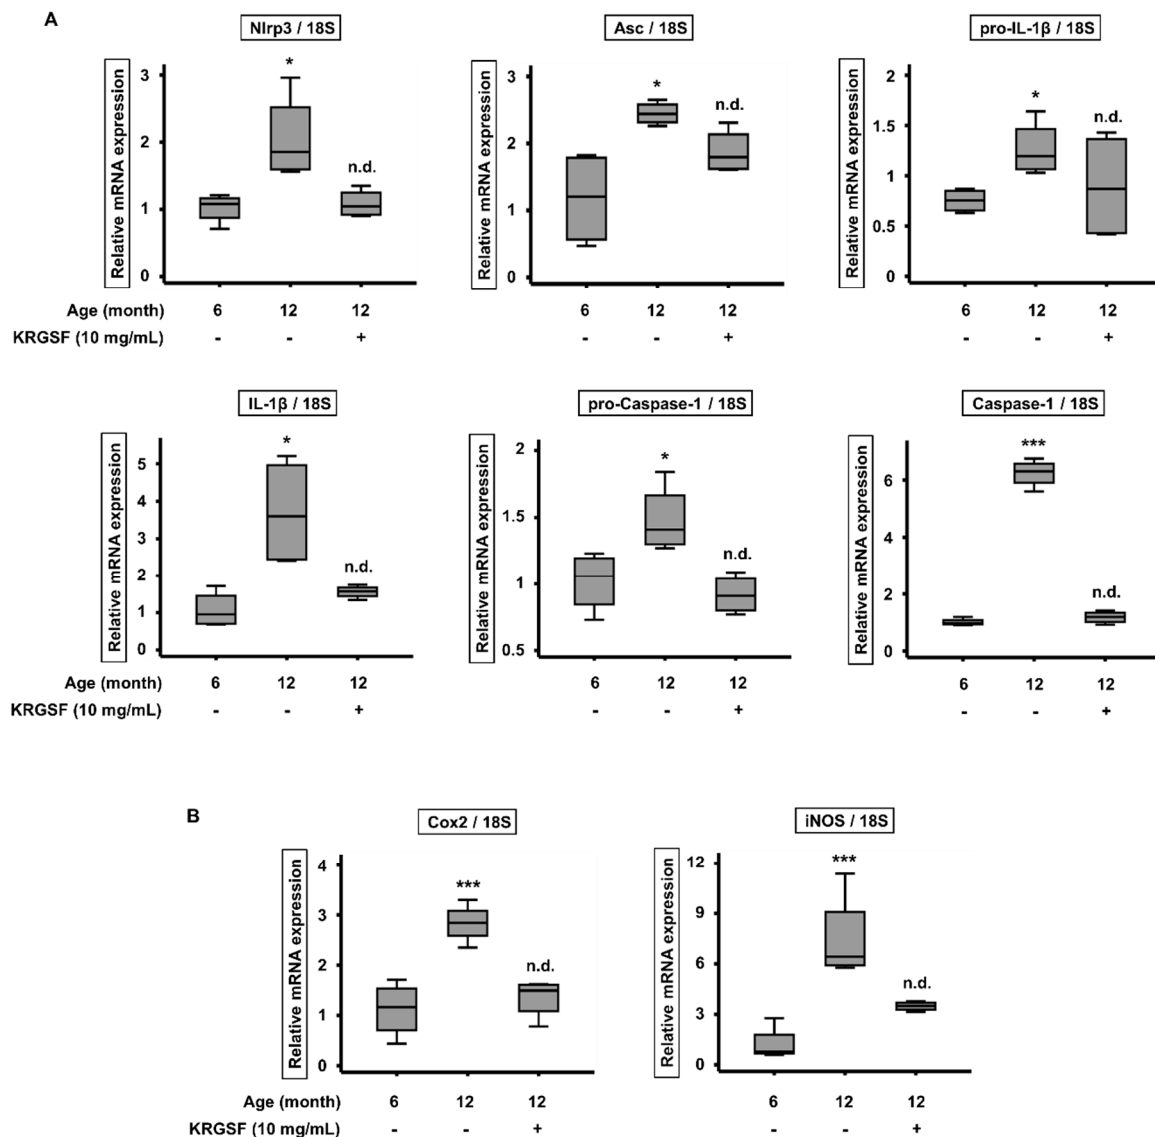 A
Nlrp3 / 18S
Asc / 18S
pro-IL-1β / 18S
Relative mRNA expression
3
2
1
0
*
n.d.
Relative mRNA expression
3
2
1
0
*
n.d.
Relative mRNA expression
2
1.5
1
0.5
0
*
n.d.
Age (month) 6 12 12 6 12 12 6 12 12
KRGSF (10 mg/mL) - - + - - + - - +
IL-1β / 18S
pro-Caspase-1 / 18S
Caspase-1 / 18S
Relative mRNA expression
5
4
3
2
1
0
*
n.d.
Relative mRNA expression
2
1.5
1
0.5
*
n.d.
Relative mRNA expression
6
4
2
0
***
n.d.
Age (month) 6 12 12 6 12 12 6 12 12
KRGSF (10 mg/mL) - - + - - + - - +
B
Cox2 / 18S
iNOS / 18S
Relative mRNA expression
4
3
2
1
0
***
n.d.
Relative mRNA expression
12
9
6
3
0
***
n.d.
Age (month) 6 12 12 6 12 12
KRGSF (10 mg/mL) - - + - - +